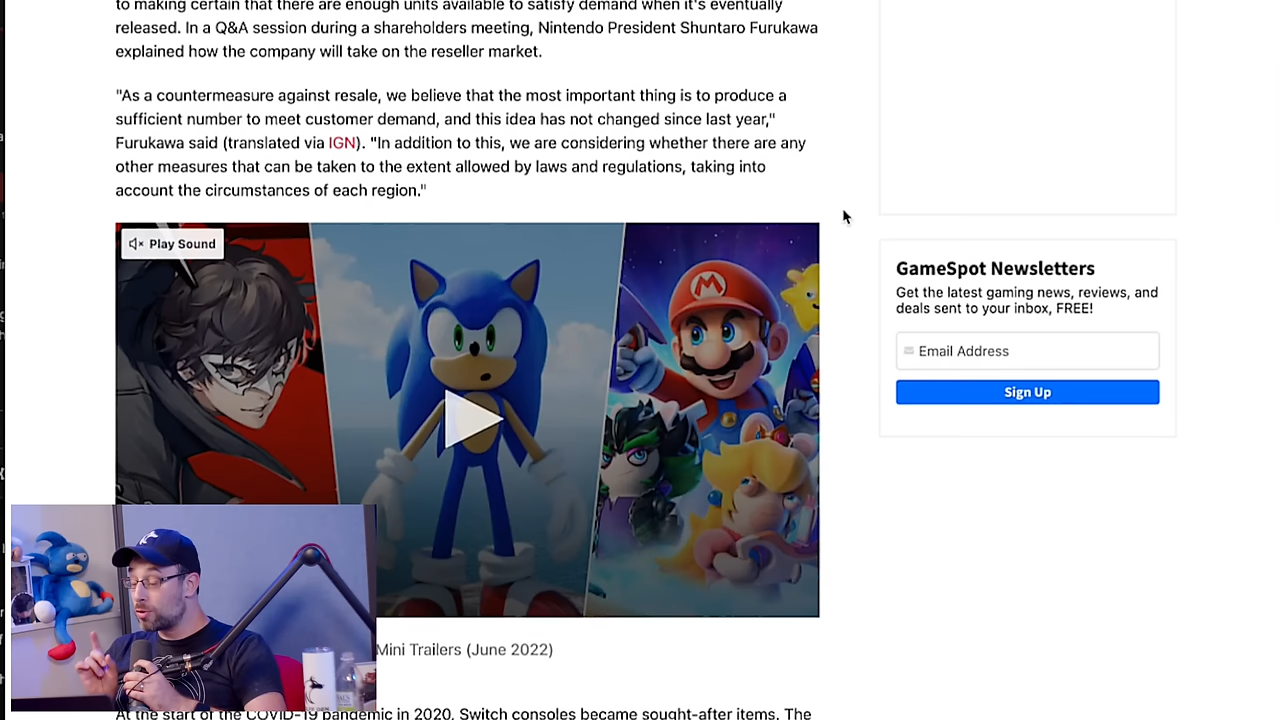 to making certain that there are enough units available to satisfy demand when it's eventually
released. In a Q&A session during a shareholders meeting, Nintendo President Shuntaro Furukawa
explained how the company will take on the reseller market.
"As a countermeasure against resale, we believe that the most important thing is to produce a
sufficient number to meet customer demand, and this idea has not changed since last year,"
Furukawa said (translated via IGN). "In addition to this, we are considering whether there are any
other measures that can be taken to the extent allowed by laws and regulations, taking into
account the circumstances of each region."
Play Sound
M
Mini Trailers (June 2022)
At the start of the COVID-19 pandemic in 2020, Switch consoles became sought-after items. The
GameSpot Newsletters
Get the latest gaming news, reviews, and
deals sent to your inbox, FREE!
Email Address
Sign Up